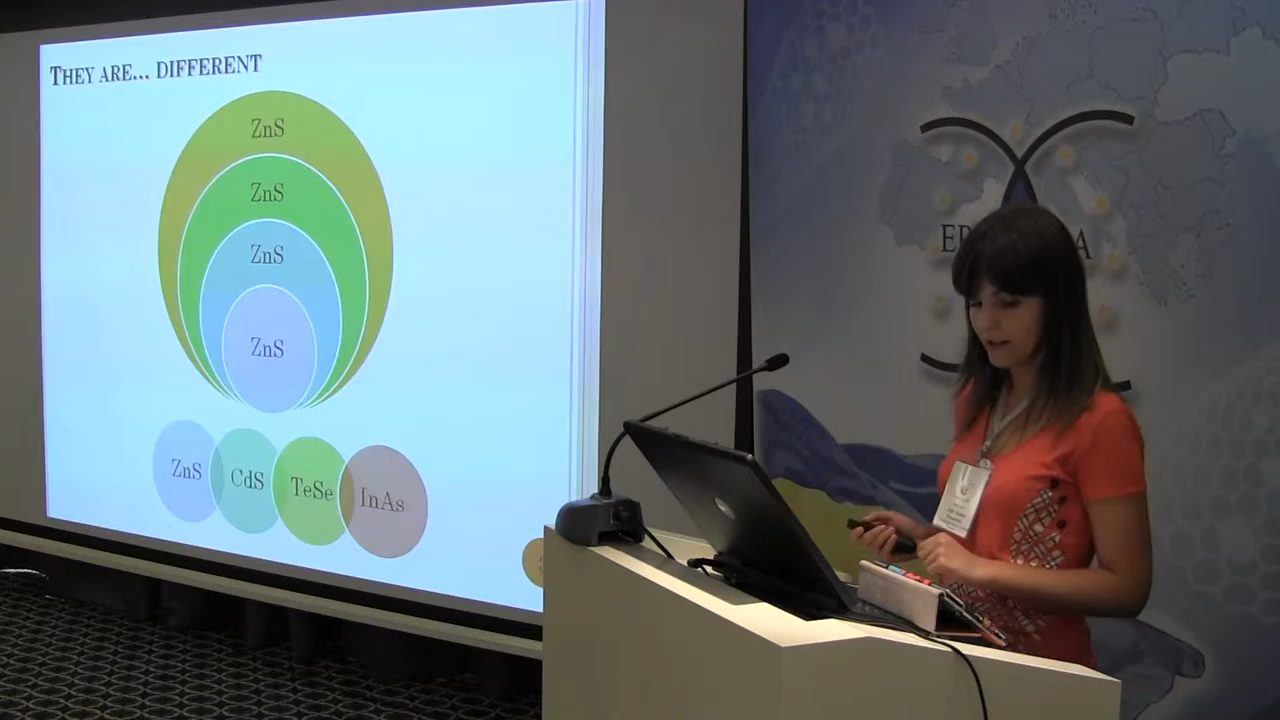 THEY ARE... DIFFERENT
ZnS
ZnS
ZnS
ZnS
ZnS
CdS
TeSe
InAs